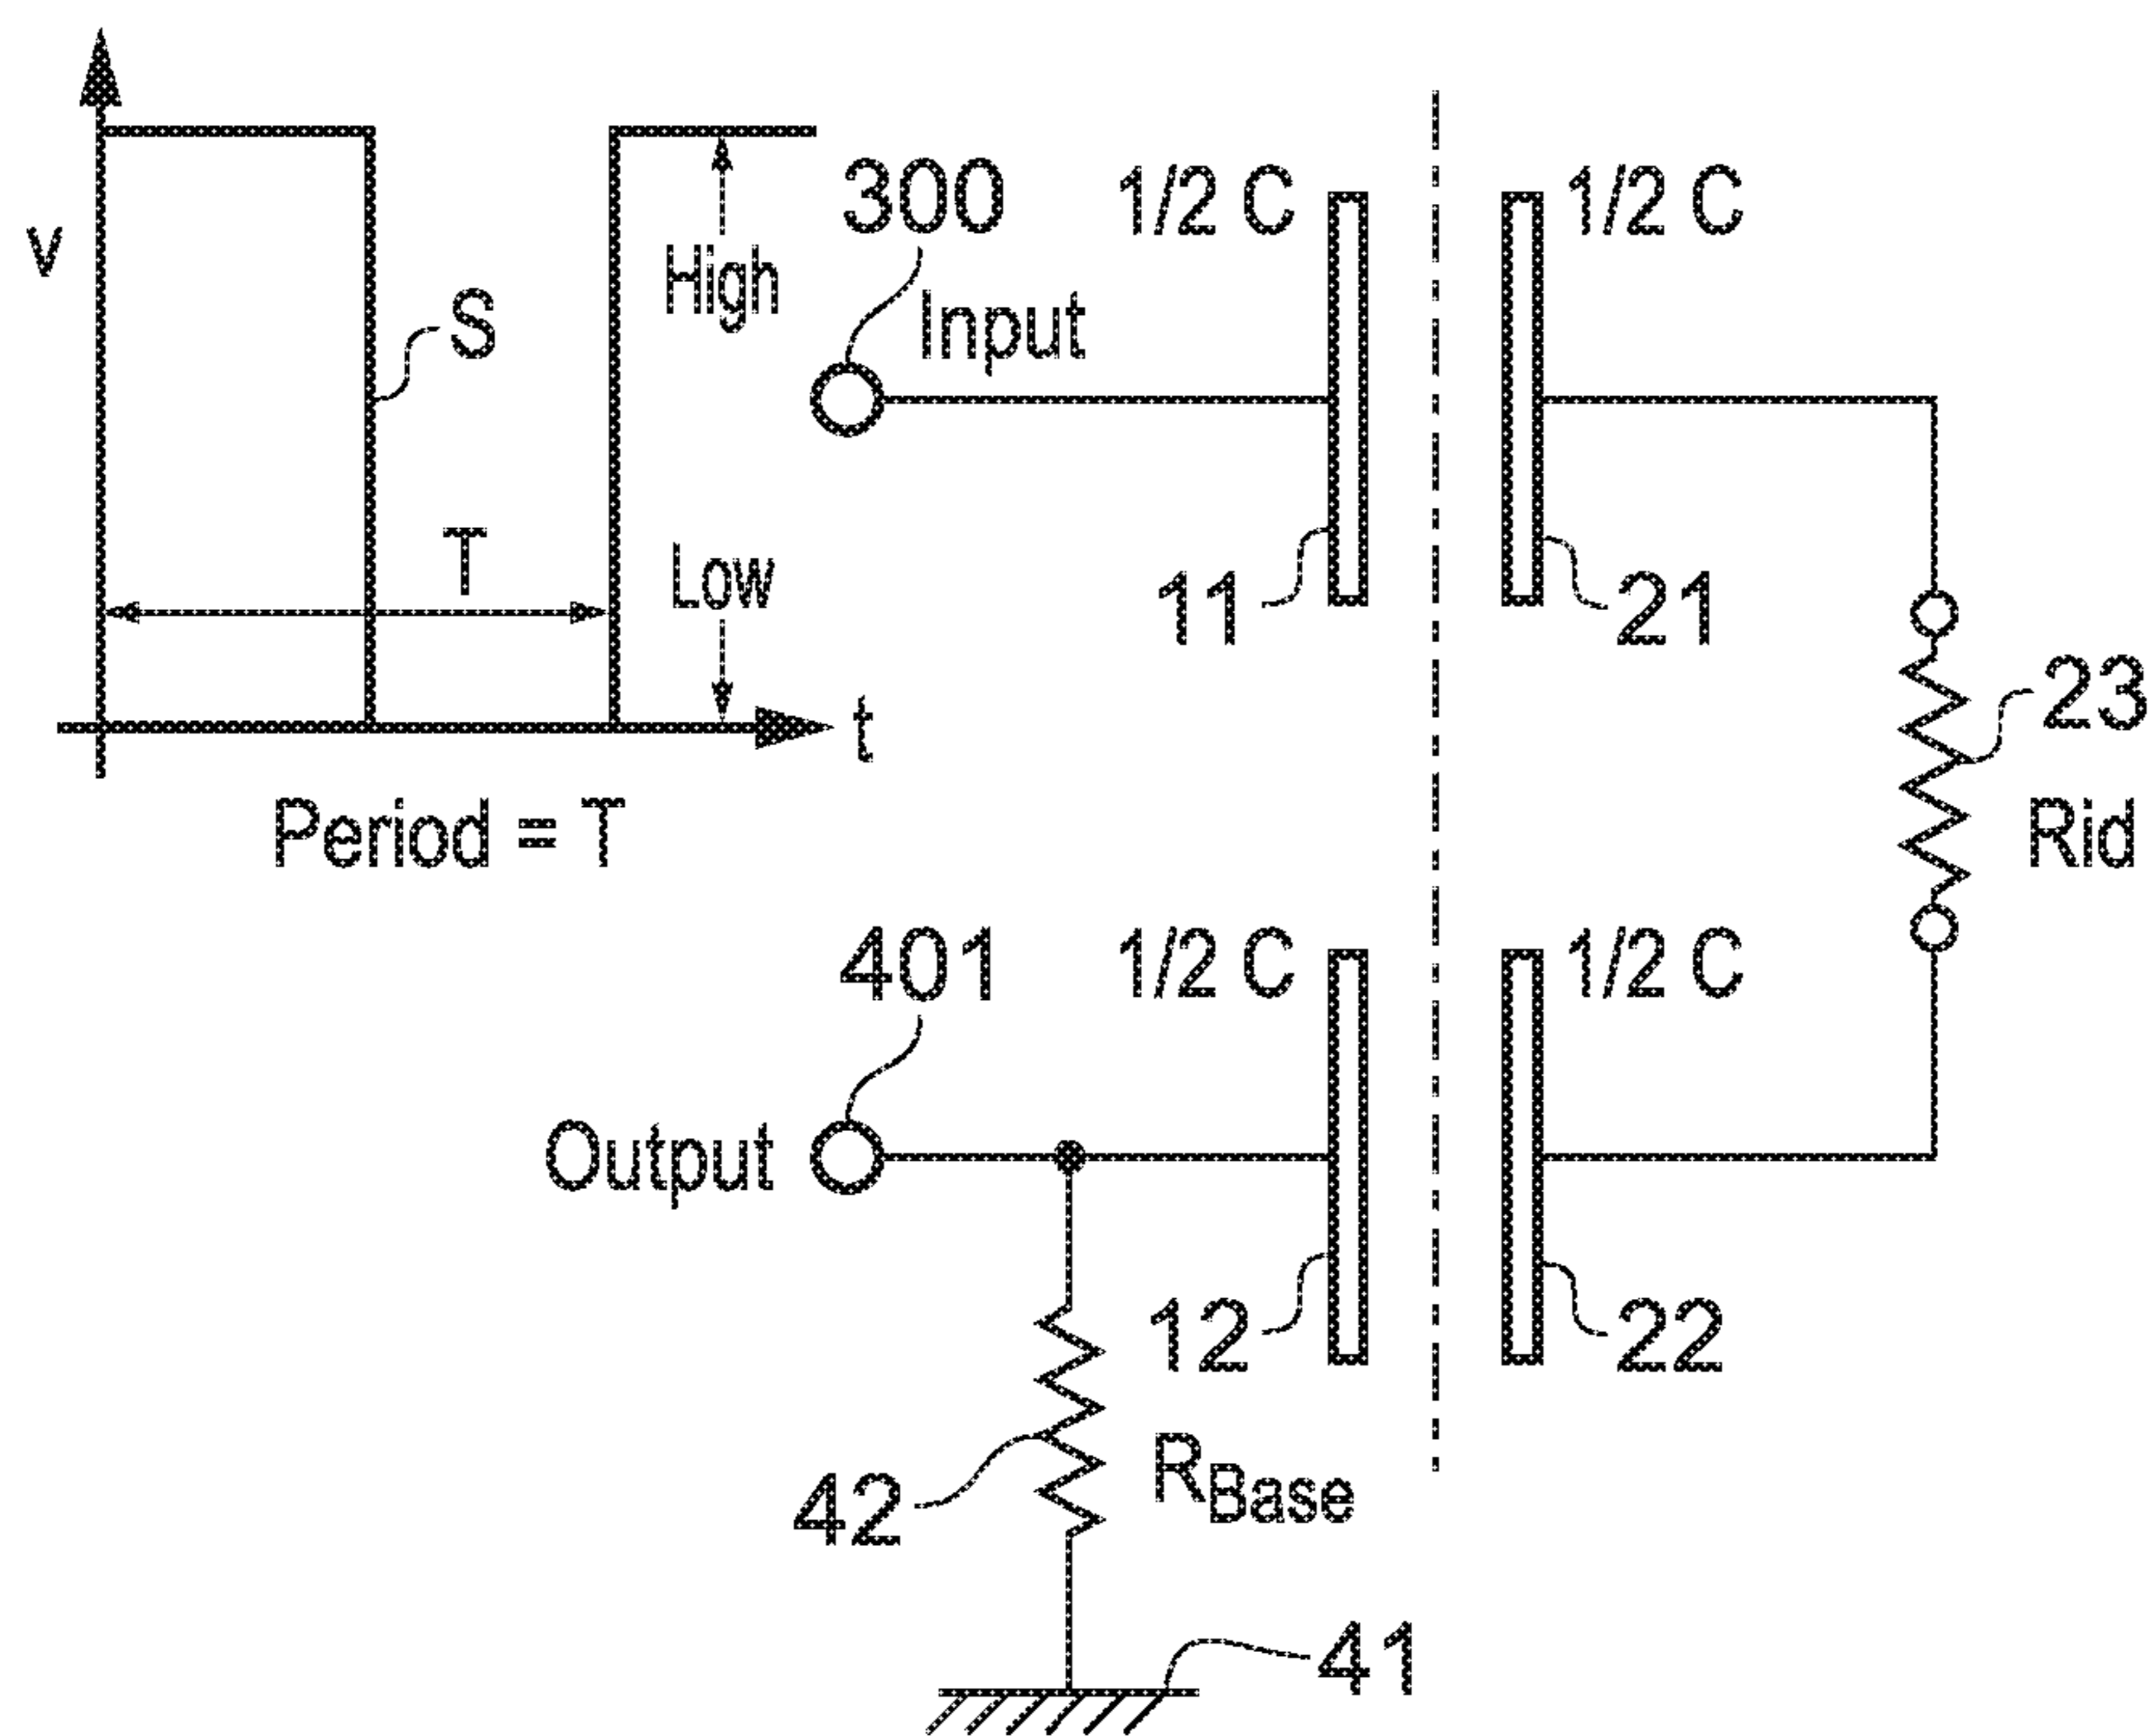 v
S
T
High
Low
t
Period = T
300
Input
1/2 C
1/2 C
11
21
23
Rid
401
Output
1/2 C
1/2 C
12
22
42
RBase
41